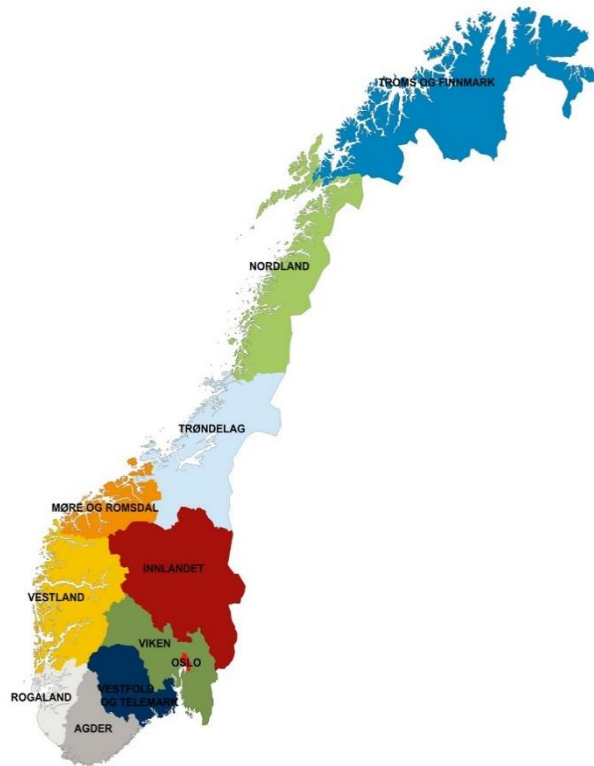 TROMS OG FINNMARK
NORDLAND
TRØNDELAG
MØRE OG ROMSDAL
INNLANDET
VESTLAND
VIKEN
OSLO
ROGALAND
VESTFOLD
OG TELEMARK
AGDER